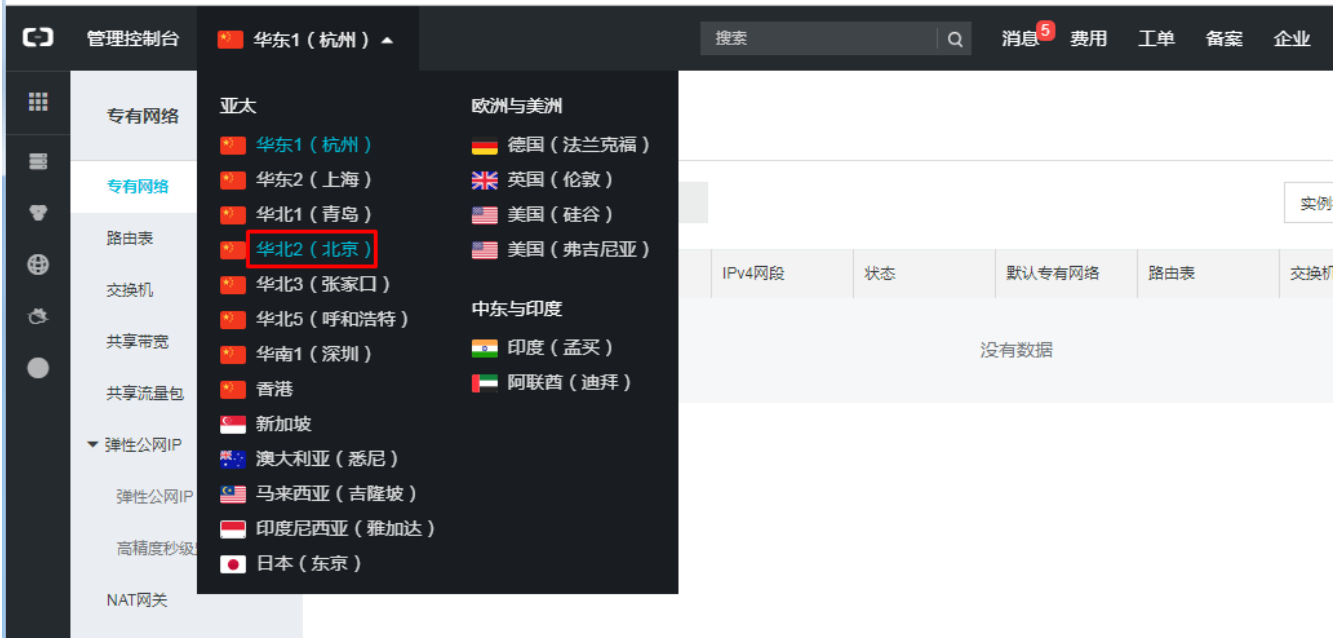 管理控制台
华东1（杭州）
搜索
消息 5
费用
工单
备案
企业
专有网络
专有网络
路由表
交换机
共享带宽
共享流量包
弹性公网IP
弹性公网IP
高精度秒级
NAT网关
亚太
华东1（杭州）
华东2（上海）
华北1（青岛）
华北2（北京）
华北3（张家口）
华北5（呼和浩特）
华南1（深圳）
香港
新加坡
澳大利亚（悉尼）
马来西亚（吉隆坡）
印度尼西亚（雅加达）
日本（东京）
欧洲与美洲
德国（法兰克福）
英国（伦敦）
美国（硅谷）
美国（弗吉尼亚）
中东与印度
印度（孟买）
阿联酋（迪拜）
实例
IPv4网段
状态
默认专有网络
路由表
交换机
没有数据